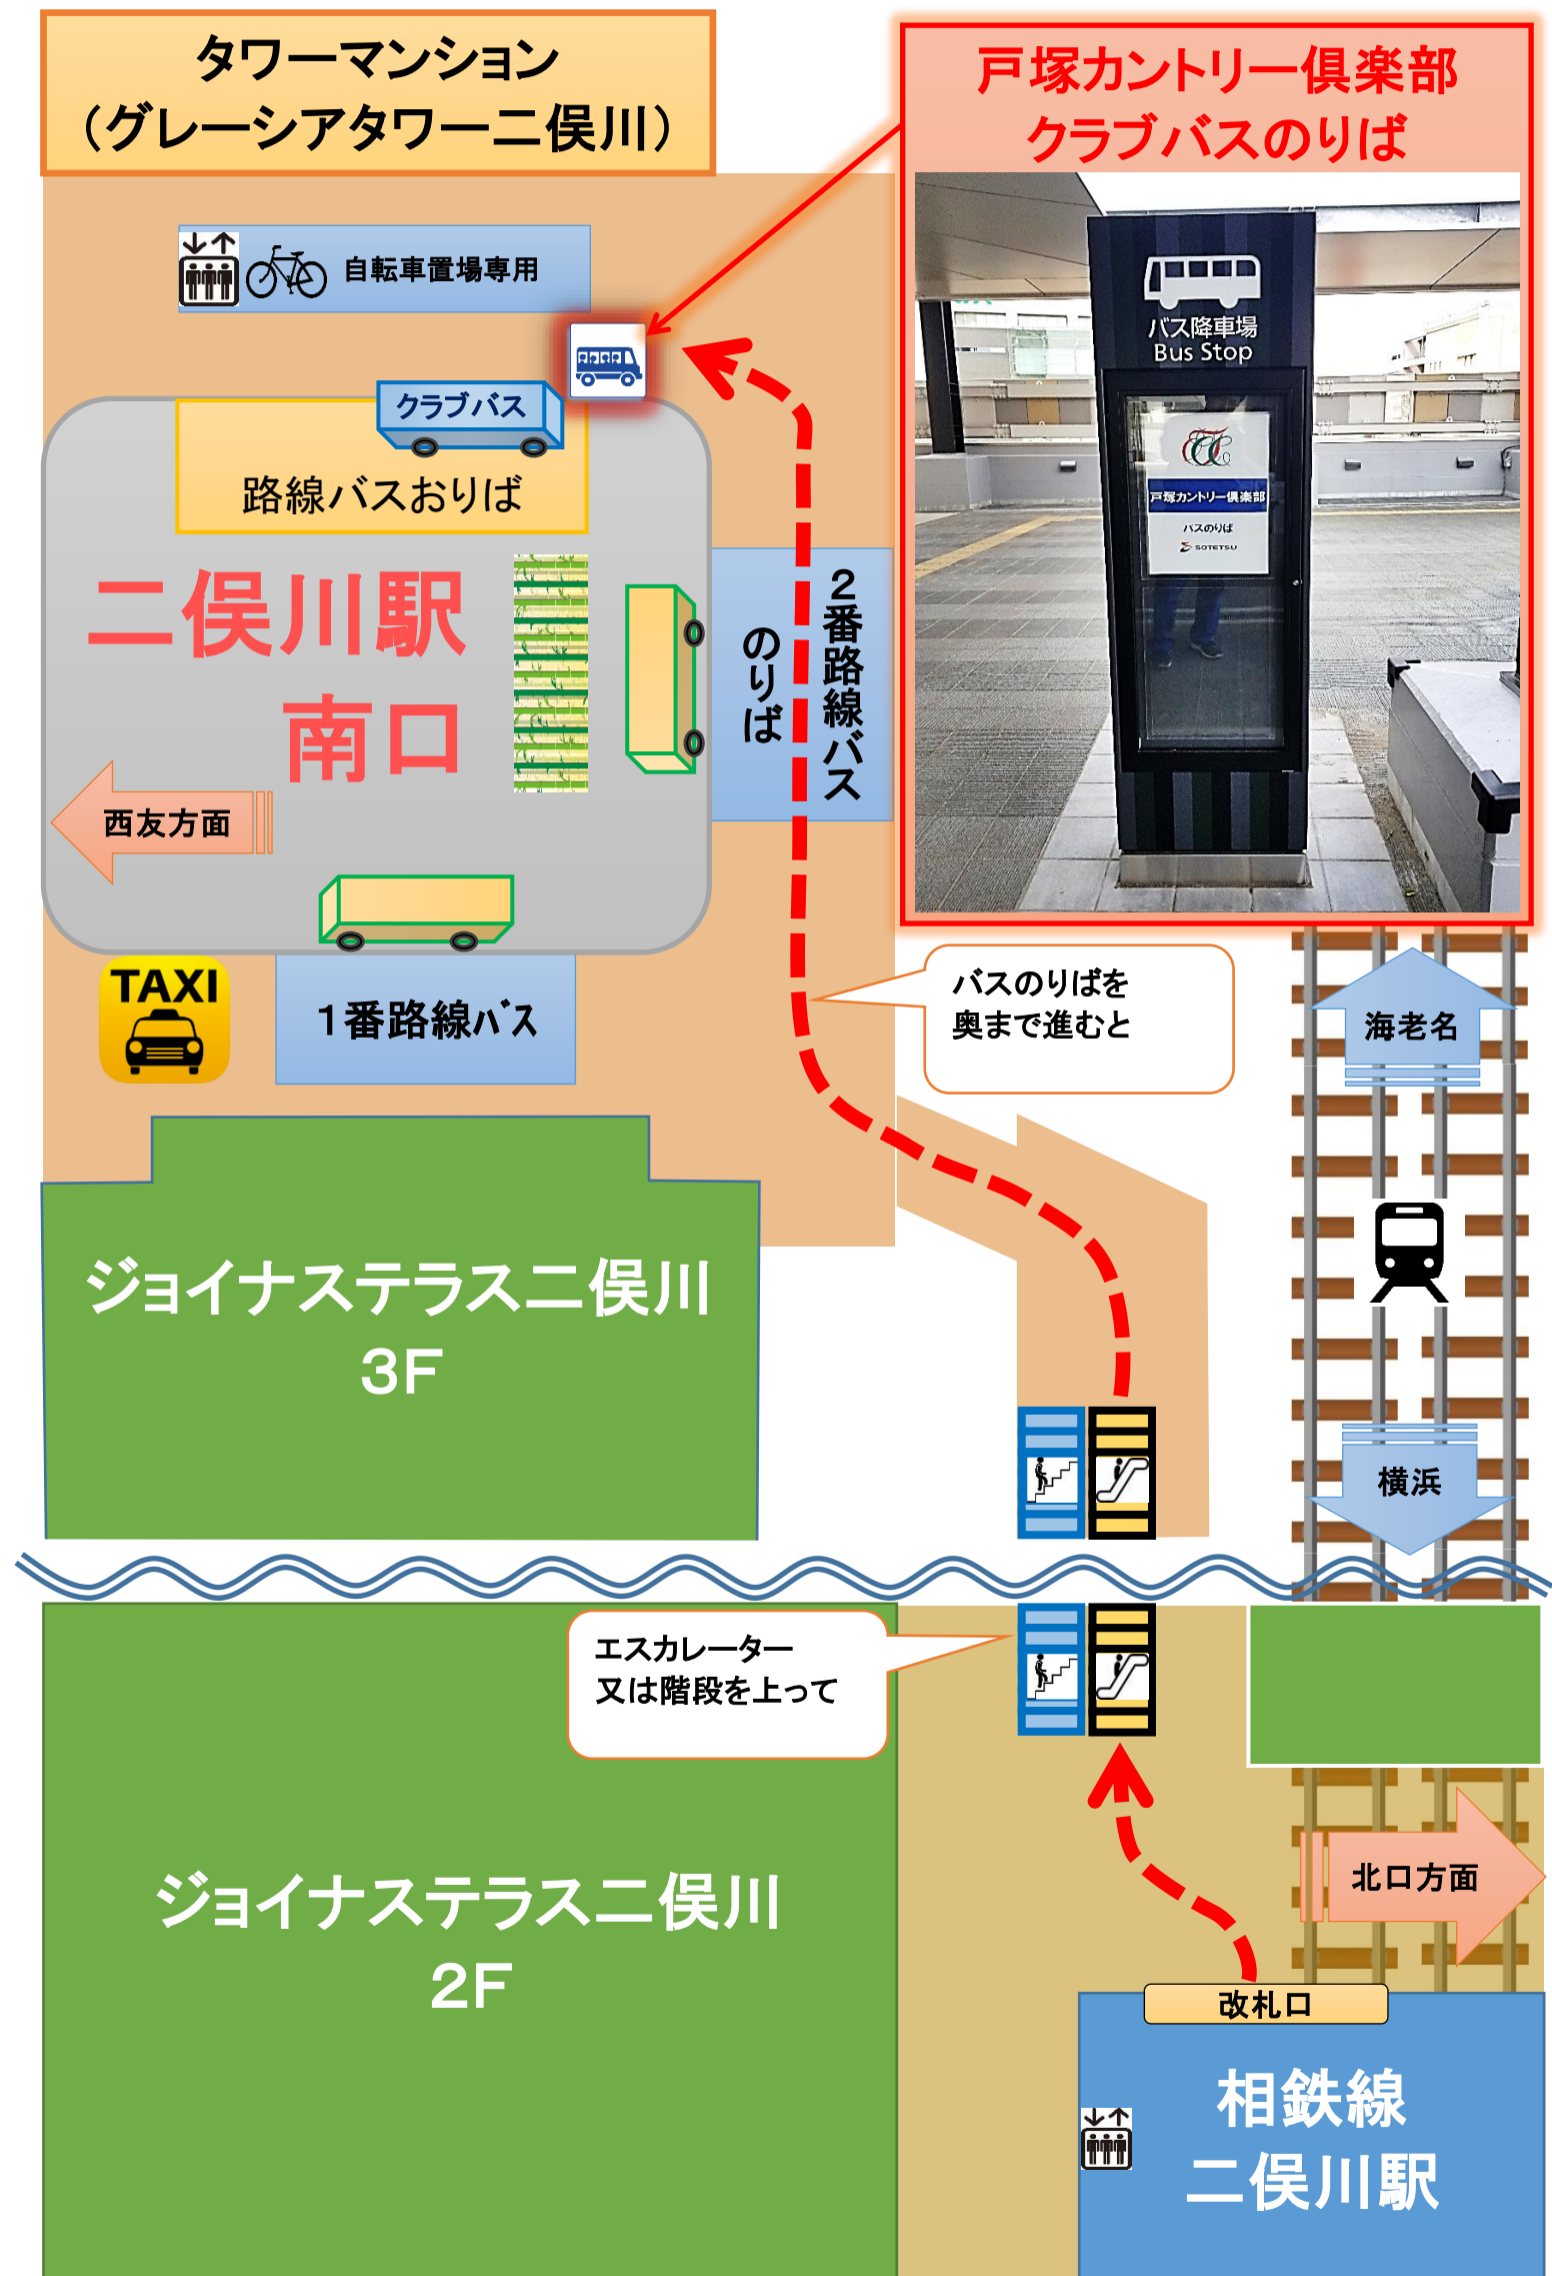 タワーマンション
（グレーシアタワー二俣川）
戸塚カントリー倶楽部
クラブバスのりば
自転車置場専用
バス降車場
Bus Stop
戸塚カントリー倶楽部
バスのりば
SOTETSU
クラブバス
路線バスおりば
二俣川駅
南口
２番路線バス
のりば
西友方面
TAXI
１番路線バス
バスのりばを
奥まで進むと
海老名
ジョイナステラス二俣川
３F
横浜
エスカレーター
又は階段を上って
ジョイナステラス二俣川
２F
北口方面
改札口
相鉄線
二俣川駅